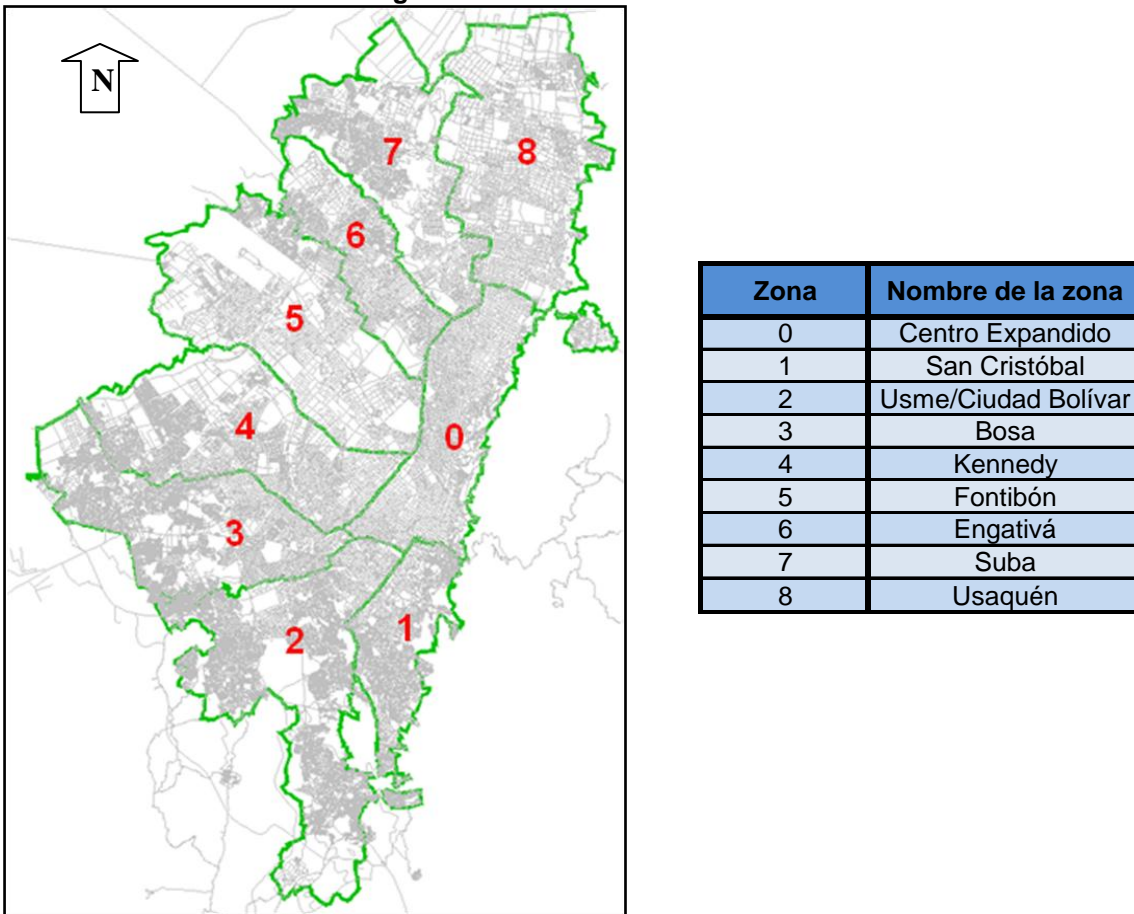 g
N
7
8
6
5
4
0
3
1
2
Zona Nombre de la zona
0 Centro Expandido
1 San Cristóbal
2 Usme/Ciudad Bolívar
3 Bosa
4 Kennedy
5 Fontibón
6 Engativá
7 Suba
8 Usaquén